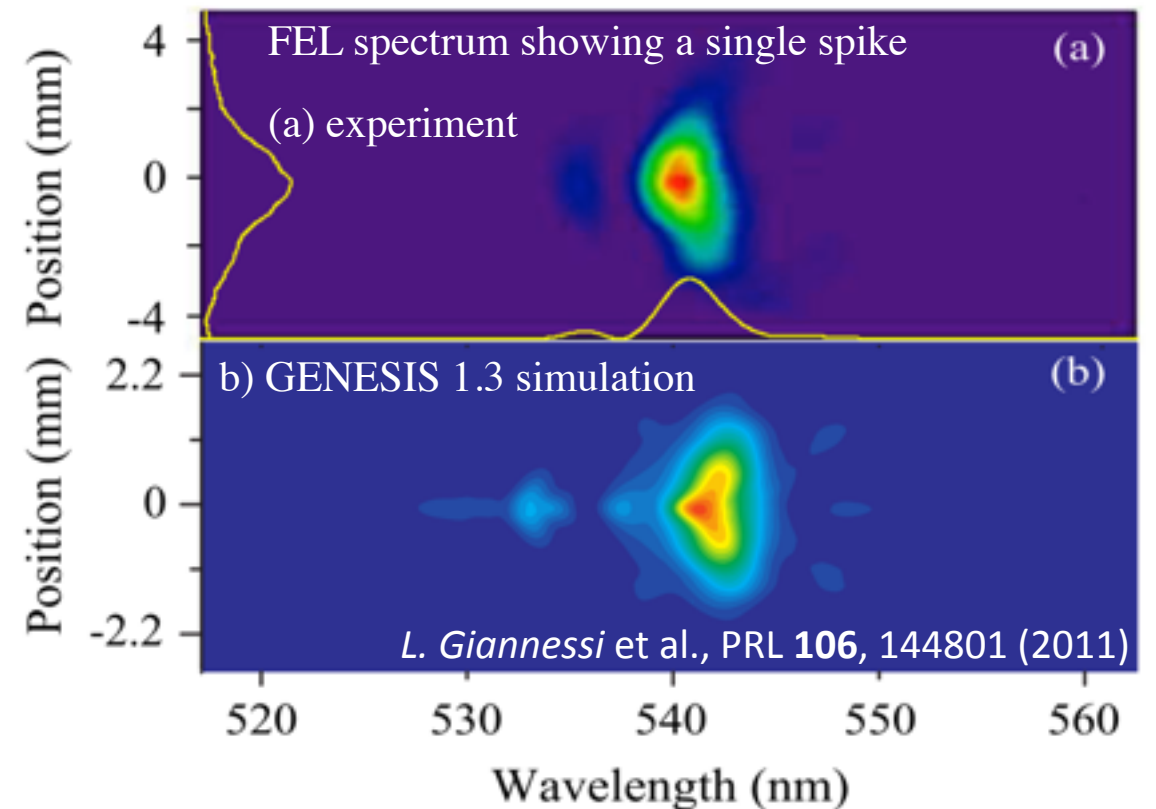 FEL spectrum showing a single spike
(a)
(a) experiment
4
0
-4
Position (mm)
b) GENESIS 1.3 simulation
(b)
2.2
0
-2.2
Position (mm)
L. Giannessi et al., PRL 106, 144801 (2011)
520 530 540 550 560
Wavelength (nm)